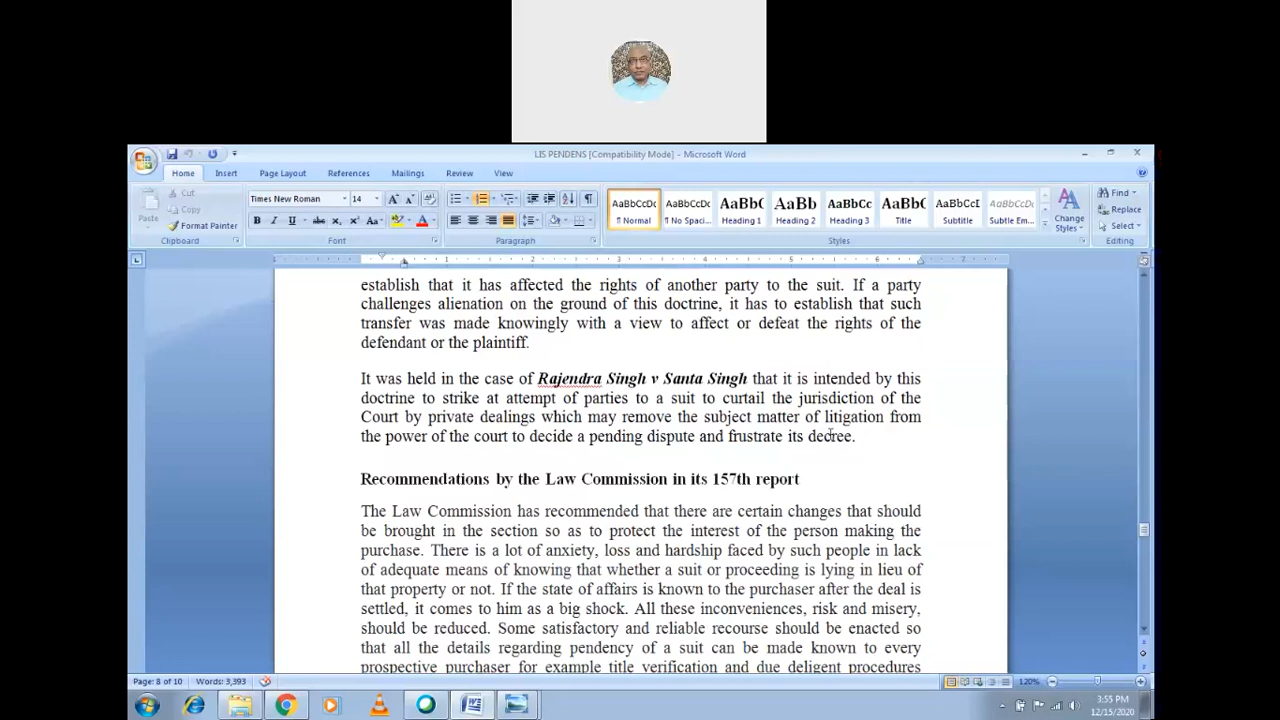 LIS PENDENS [Compatibility Mode] - Microsoft Word
Home Insert Page Layout References Mailings Review View
Paste Cut Copy Format Painter
Times New Roman 14
AaBbCcDc AaBbCcDc AaBbC AaBb AaBbCc AaBb( AaBbCcL AaBbCcL
¶ Normal ¶ No Spaci... Heading 1 Heading 2 Heading 3 Title Subtitle Subtle Em...
Change Styles
Find Replace Select
Clipboard Font Paragraph Styles Editing
establish that it has affected the rights of another party to the suit. If a party
challenges alienation on the ground of this doctrine, it has to establish that such
transfer was made knowingly with a view to affect or defeat the rights of the
defendant or the plaintiff.
It was held in the case of Rajendra Singh v Santa Singh that it is intended by this
doctrine to strike at attempt of parties to a suit to curtail the jurisdiction of the
Court by private dealings which may remove the subject matter of litigation from
the power of the court to decide a pending dispute and frustrate its decree.
Recommendations by the Law Commission in its 157th report
The Law Commission has recommended that there are certain changes that should
be brought in the section so as to protect the interest of the person making the
purchase. There is a lot of anxiety, loss and hardship faced by such people in lack
of adequate means of knowing that whether a suit or proceeding is lying in lieu of
that property or not. If the state of affairs is known to the purchaser after the deal is
settled, it comes to him as a big shock. All these inconveniences, risk and misery,
should be reduced. Some satisfactory and reliable recourse should be enacted so
that all the details regarding pendency of a suit can be made known to every
prospective purchaser for example title verification and due deligent procedures
Page: 8 of 10 Words: 3,393 120%
3:55 PM
12/15/2020